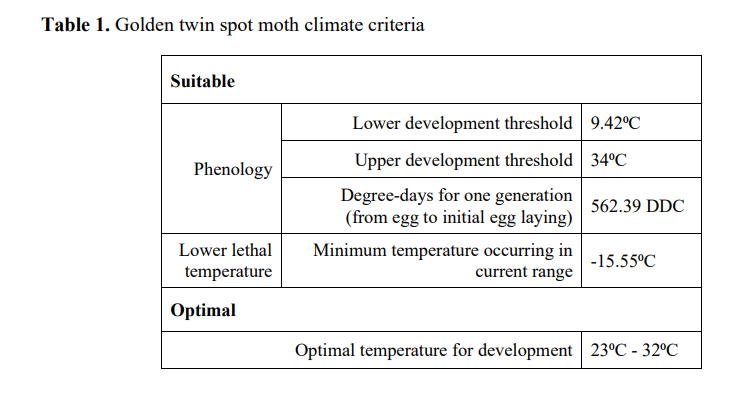 Table 1. Golden twin spot moth climate criteria
Suitable
Phenology
Lower development threshold 9.42ºC
Upper development threshold 34ºC
Degree-days for one generation
(from egg to initial egg laying)
562.39 DDC
Lower lethal
temperature
Minimum temperature occurring in
current range
-15.55ºC
Optimal
Optimal temperature for development 23ºC - 32ºC